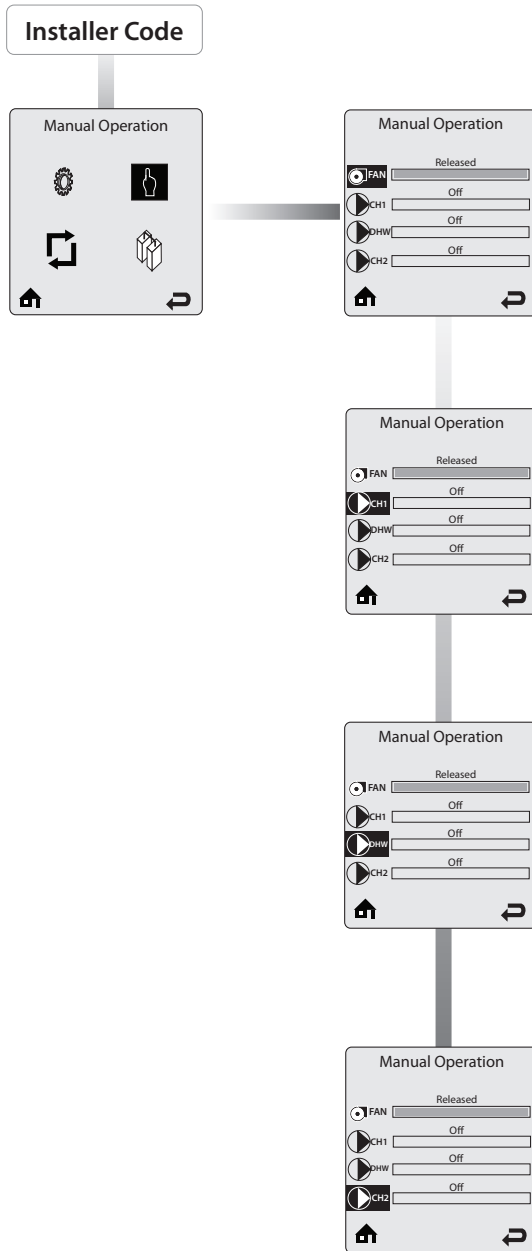 Installer Code
Manual Operation
Manual Operation
Released
FAN
Off
CH1
Off
DHW
Off
CH2
Manual Operation
Released
FAN
Off
CH1
Off
DHW
Off
CH2
Manual Operation
Released
FAN
Off
CH1
Off
DHW
Off
CH2
Manual Operation
Released
FAN
Off
CH1
Off
DHW
Off
CH2